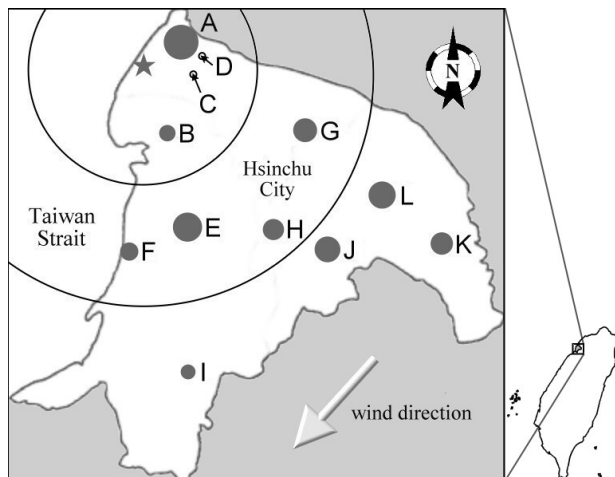 A
N
D
C
B
G
Hsinchu
City
L
Taiwan
Strait
E
H
K
F
J
I
wind direction